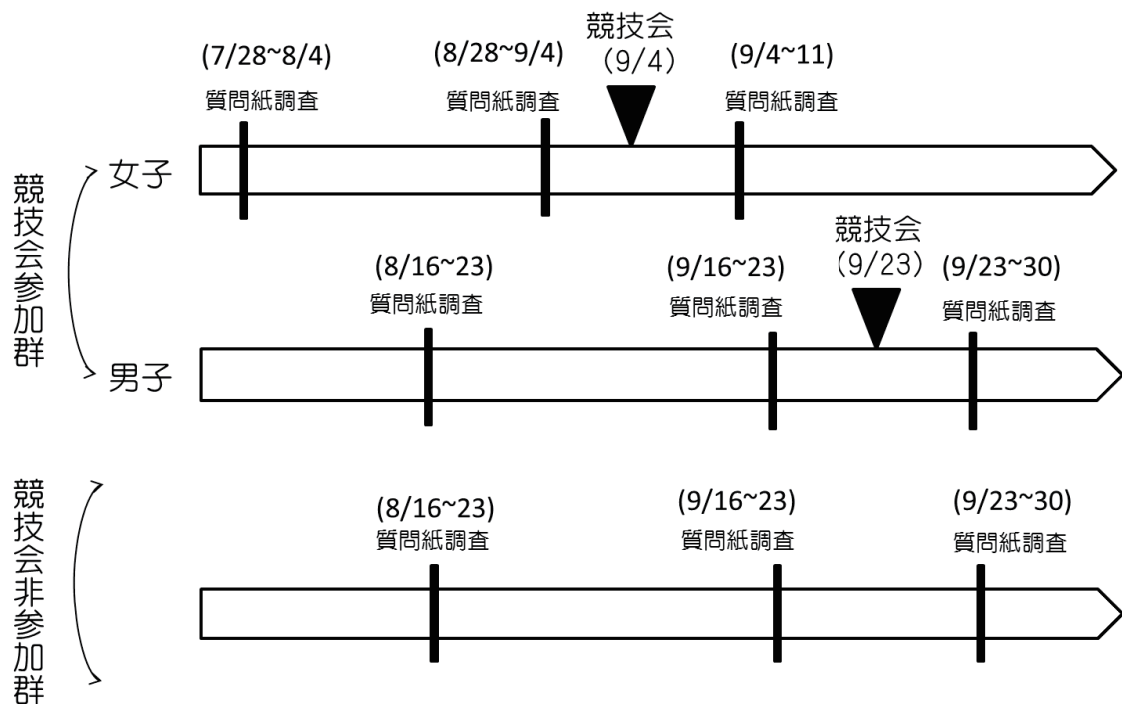 競技会
(9/4)
(7/28~8/4)
(8/28~9/4)
(9/4~11)
質問紙調査
質問紙調査
質問紙調査
女子
競技会参加群
競技会
(9/23)
(8/16~23)
(9/16~23)
(9/23~30)
質問紙調査
質問紙調査
質問紙調査
男子
競技会非参加群
(8/16~23)
(9/16~23)
(9/23~30)
質問紙調査
質問紙調査
質問紙調査